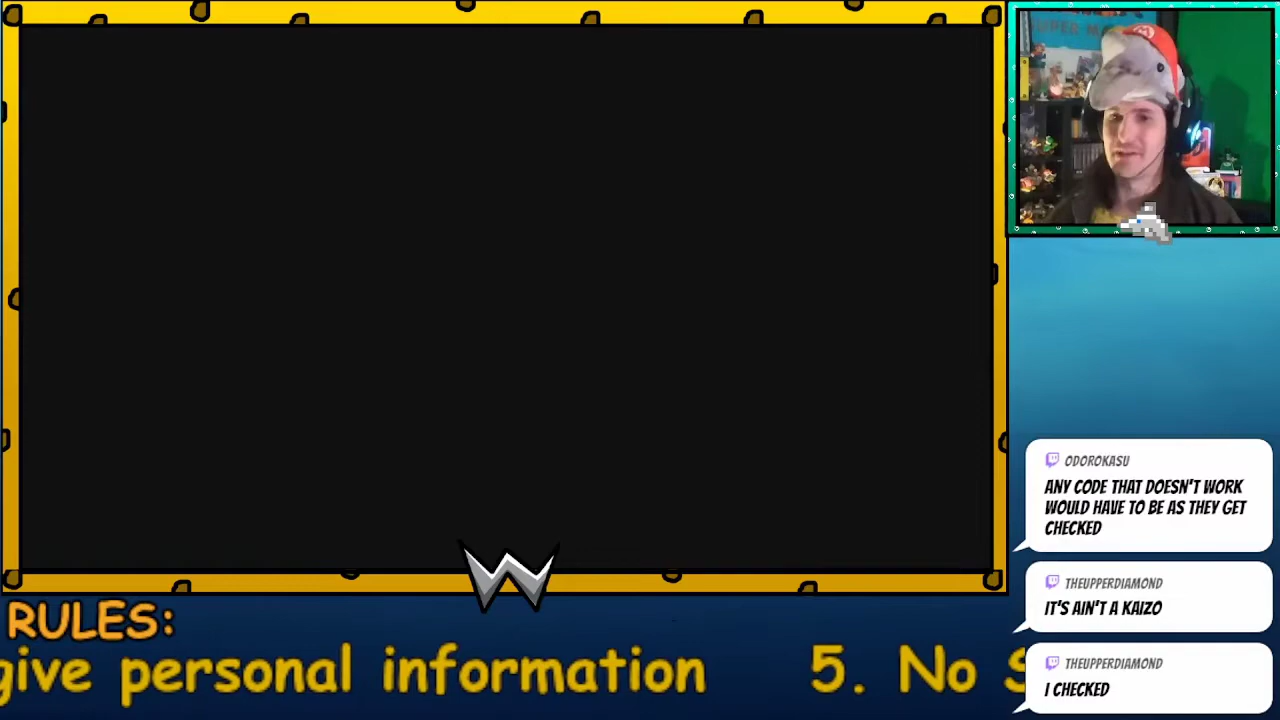 SUPER M
M
ODOROKASU
ANY CODE THAT DOESN'T WORK
WOULD HAVE TO BE AS THEY GET
CHECKED
THEUPPERDIAMOND
IT'S AIN'T A KAIZO
THEUPPERDIAMOND
I CHECKED
RULES:
give personal information 5. No S